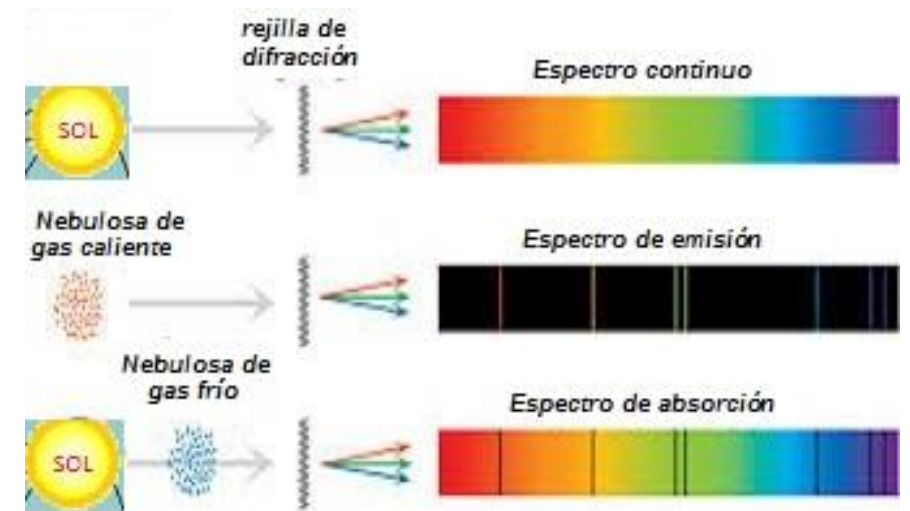 rejilla de
difracción
Espectro continuo
SOL
Nebulosa de
gas caliente
Espectro de emisión
Nebulosa de
gas frío
Espectro de absorción
SOL